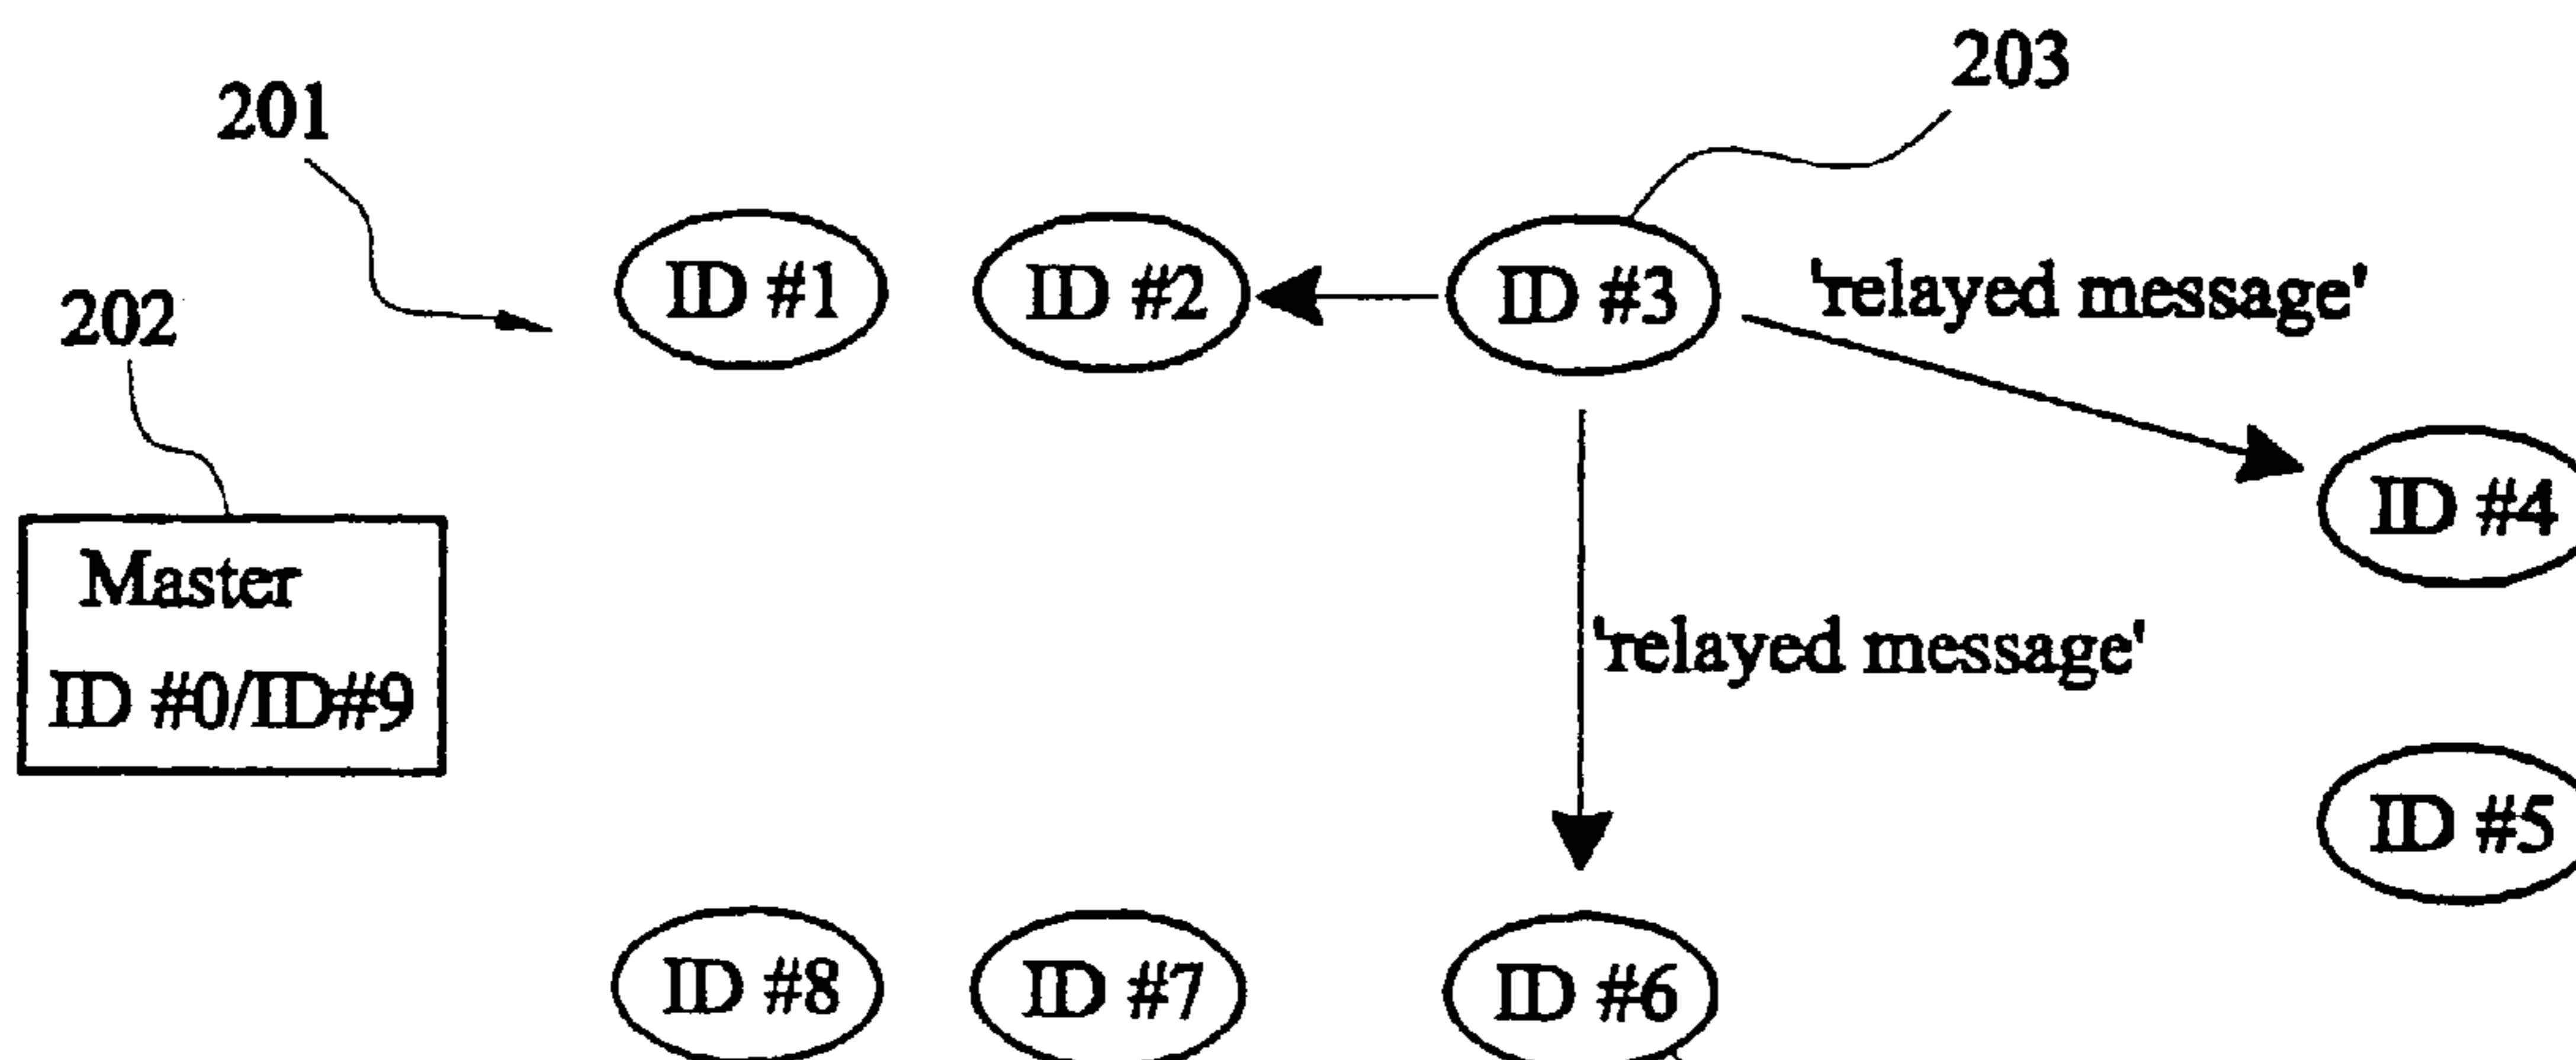 203
201
ID #1
ID #2
ID #3
'relayed message'
202
ID #4
Master
ID #0/ID#9
'relayed message'
ID #5
ID #8
ID #7
ID #6